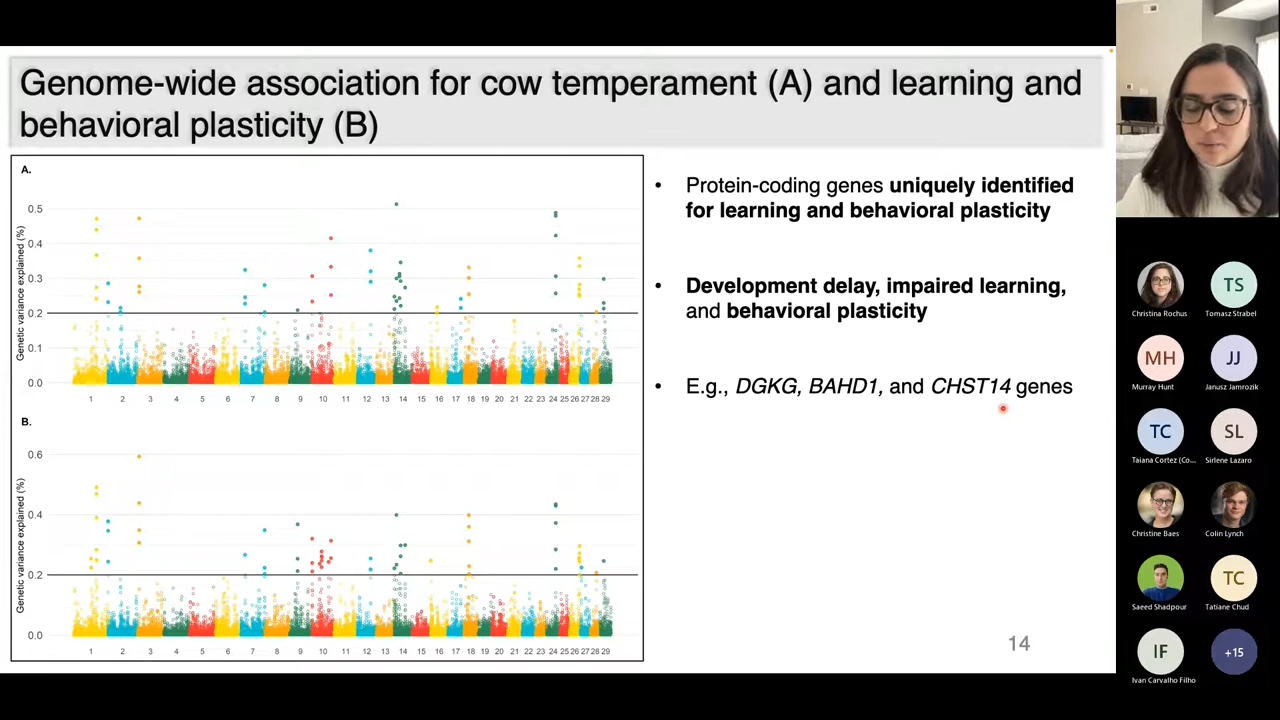 Genome-wide association for cow temperament (A) and learning and
behavioral plasticity (B)
A.
Genetic variance explained (%)
0.5
0.4
0.3
0.2
0.1
0.0
1 2 3 4 5 6 7 8 9 10 11 12 13 14 15 16 17 18 19 20 21 22 23 24 25 26 27 28 29
B.
Genetic variance explained (%)
0.6
0.4
0.2
0.0
1 2 3 4 5 6 7 8 9 10 11 12 13 14 15 16 17 18 19 20 21 22 23 24 25 26 27 28 29
• Protein-coding genes uniquely identified
for learning and behavioral plasticity
• Development delay, impaired learning,
and behavioral plasticity
• E.g., DGKG, BAHD1, and CHST14 genes
14
Christina Rochus
TS
Tomasz Strabel
MH
Murray Hunt
JJ
Janusz Jamrozik
TC
Taiana Cortez (Co...
SL
Sirlene Lazaro
Christine Baes
Colin Lynch
Saeed Shadpour
TC
Tatiane Chud
IF
Ivan Carvalho Filho
+15